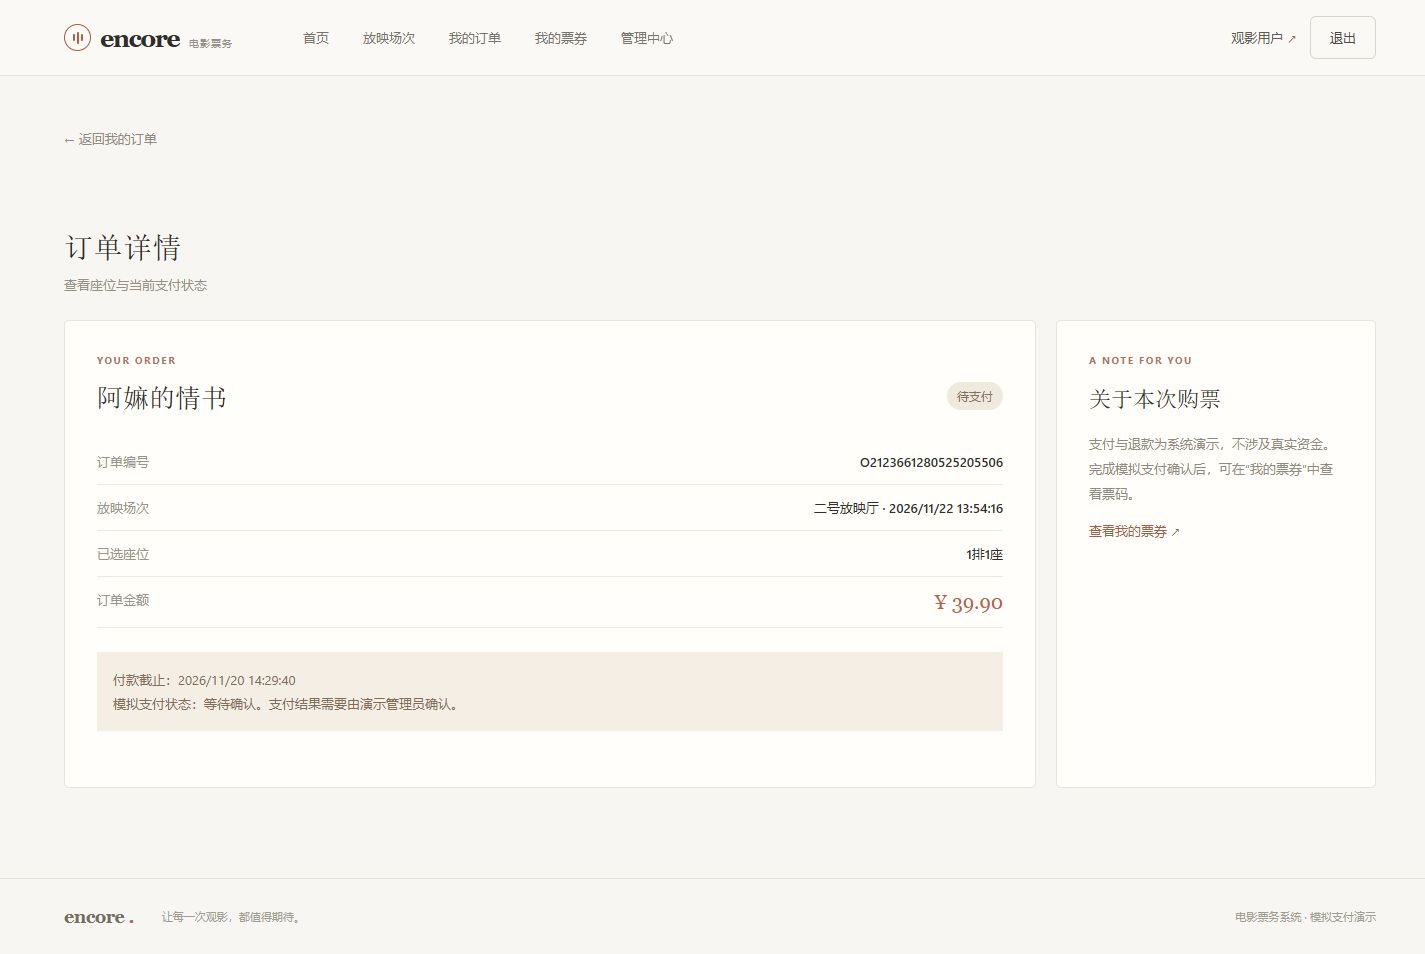 encore 电影票务 首页 放映场次 我的订单 我的票券 管理中心 观影用户 ↗ 退出
← 返回我的订单
订单详情
查看座位与当前支付状态
YOUR ORDER
阿嫲的情书 待支付
订单编号 O2123661280525205506
放映场次 二号放映厅 · 2026/11/22 13:54:16
已选座位 1排1座
订单金额 ¥ 39.90
付款截止：2026/11/20 14:29:40
模拟支付状态：等待确认。支付结果需要由演示管理员确认。
A NOTE FOR YOU
关于本次购票
支付与退款为系统演示，不涉及真实资金。
完成模拟支付确认后，可在“我的票券”中查
看票码。
查看我的票券 ↗
encore . 让每一次观影，都值得期待。 电影票务系统 · 模拟支付演示